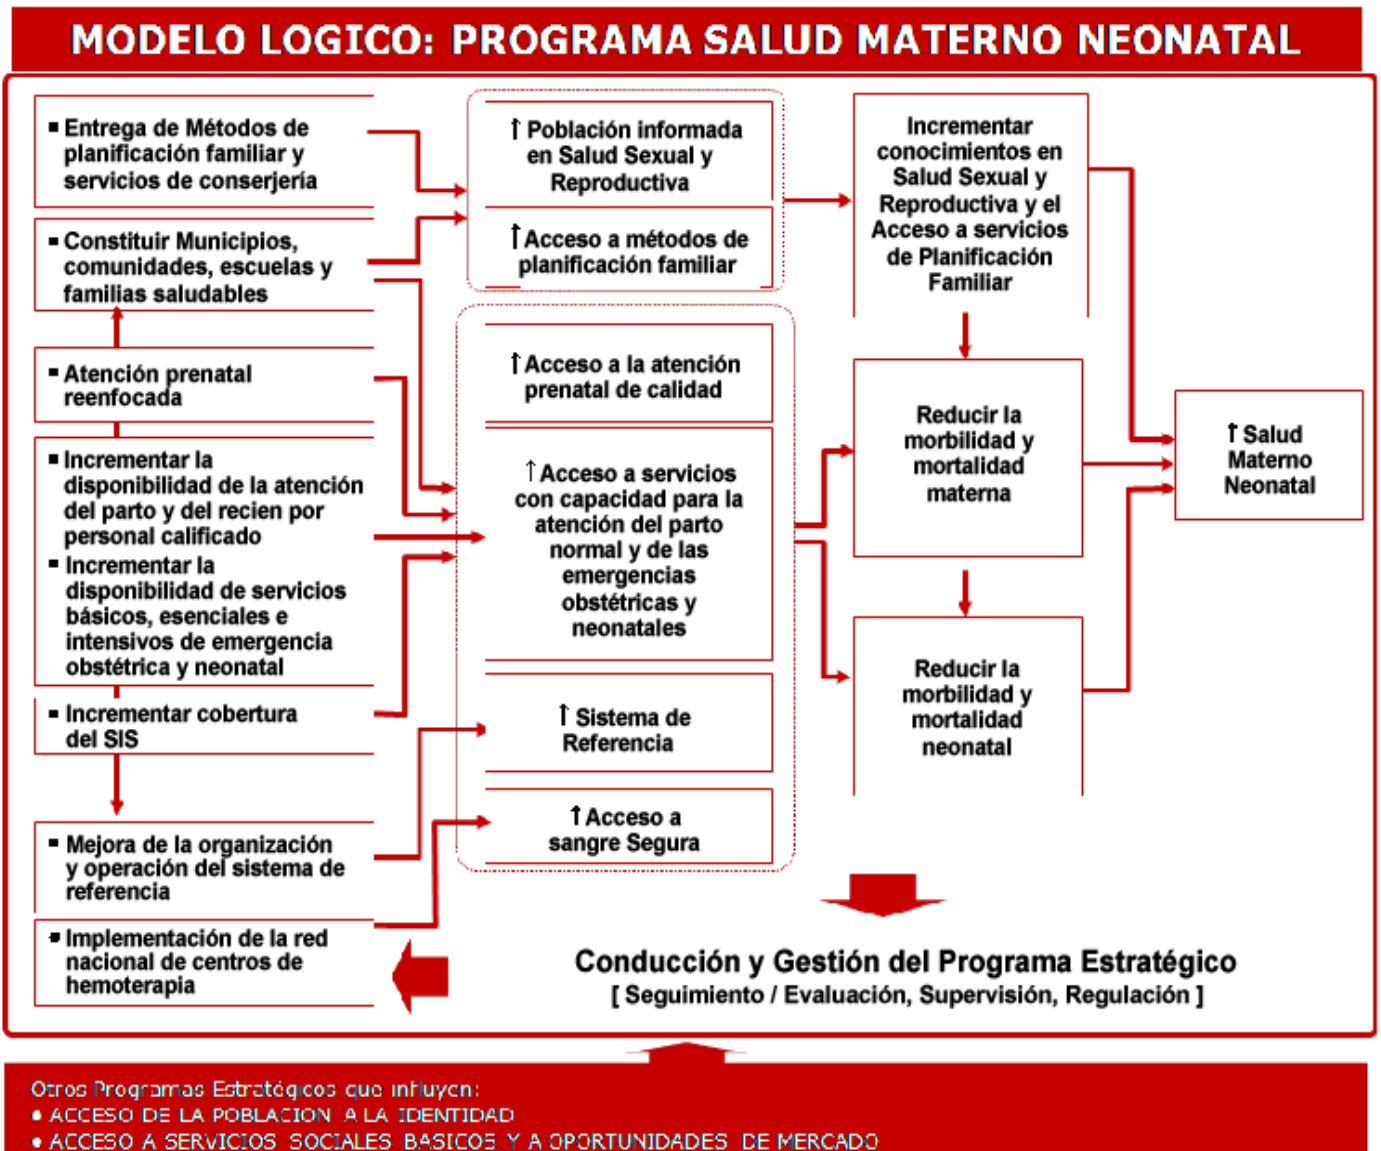 MODELO LOGICO: PROGRAMA SALUD MATERNO NEONATAL
▪ Entrega de Métodos de
planificación familiar y
servicios de conserjería
▪ Constituir Municipios,
comunidades, escuelas y
familias saludables
▪ Atención prenatal
reenfocada
▪ Incrementar la
disponibilidad de la atención
del parto y del recien por
personal calificado
▪ Incrementar la
disponibilidad de servicios
básicos, esenciales e
intensivos de emergencia
obstétrica y neonatal
▪ Incrementar cobertura
del SIS
▪ Mejora de la organización
y operación del sistema de
referencia
▪ Implementación de la red
nacional de centros de
hemoterapia
↑ Población informada
en Salud Sexual y
Reproductiva
↑ Acceso a métodos de
planificación familiar
↑ Acceso a la atención
prenatal de calidad
↑ Acceso a servicios
con capacidad para la
atención del parto
normal y de las
emergencias
obstétricas y
neonatales
↑ Sistema de
Referencia
↑ Acceso a
sangre Segura
Incrementar
conocimientos en
Salud Sexual y
Reproductiva y el
Acceso a servicios
de Planificación
Familiar
Reducir la
morbilidad y
mortalidad
materna
Reducir la
morbilidad y
mortalidad
neonatal
↑ Salud
Materno
Neonatal
Conducción y Gestión del Programa Estratégico
[ Seguimiento / Evaluación, Supervisión, Regulación ]
Otros Programas Estratégicos que influyen:
• ACCESO DE LA POBLACION A LA IDENTIDAD
• ACCESO A SERVICIOS SOCIALES BASICOS Y A OPORTUNIDADES DE MERCADO